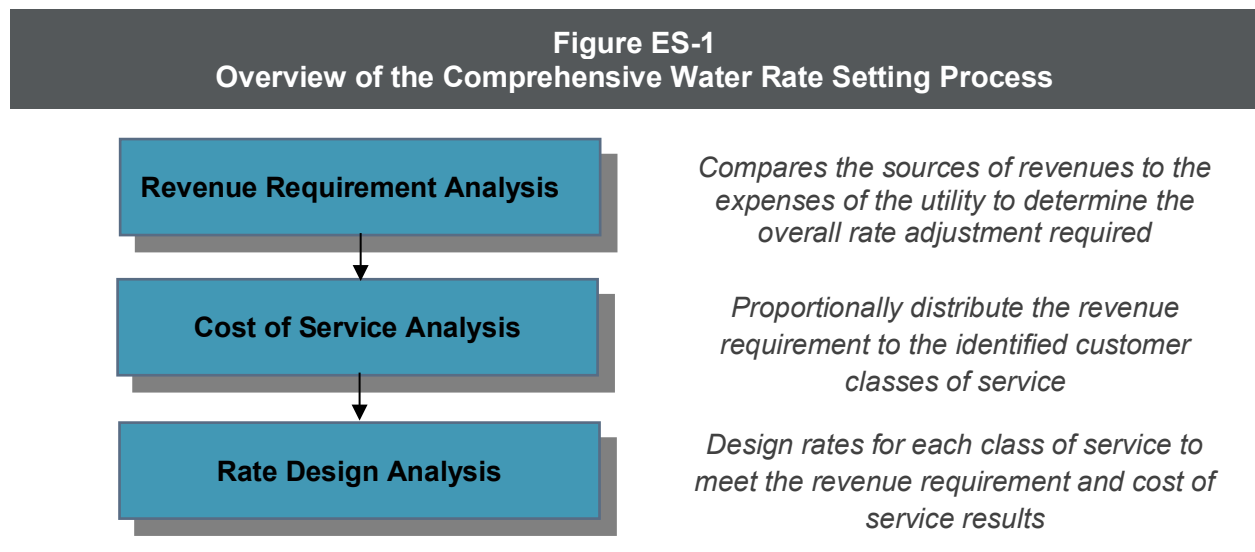 Figure ES-1
Overview of the Comprehensive Water Rate Setting Process
Revenue Requirement Analysis
Compares the sources of revenues to the
expenses of the utility to determine the
overall rate adjustment required
Cost of Service Analysis
Proportionally distribute the revenue
requirement to the identified customer
classes of service
Rate Design Analysis
Design rates for each class of service to
meet the revenue requirement and cost of
service results